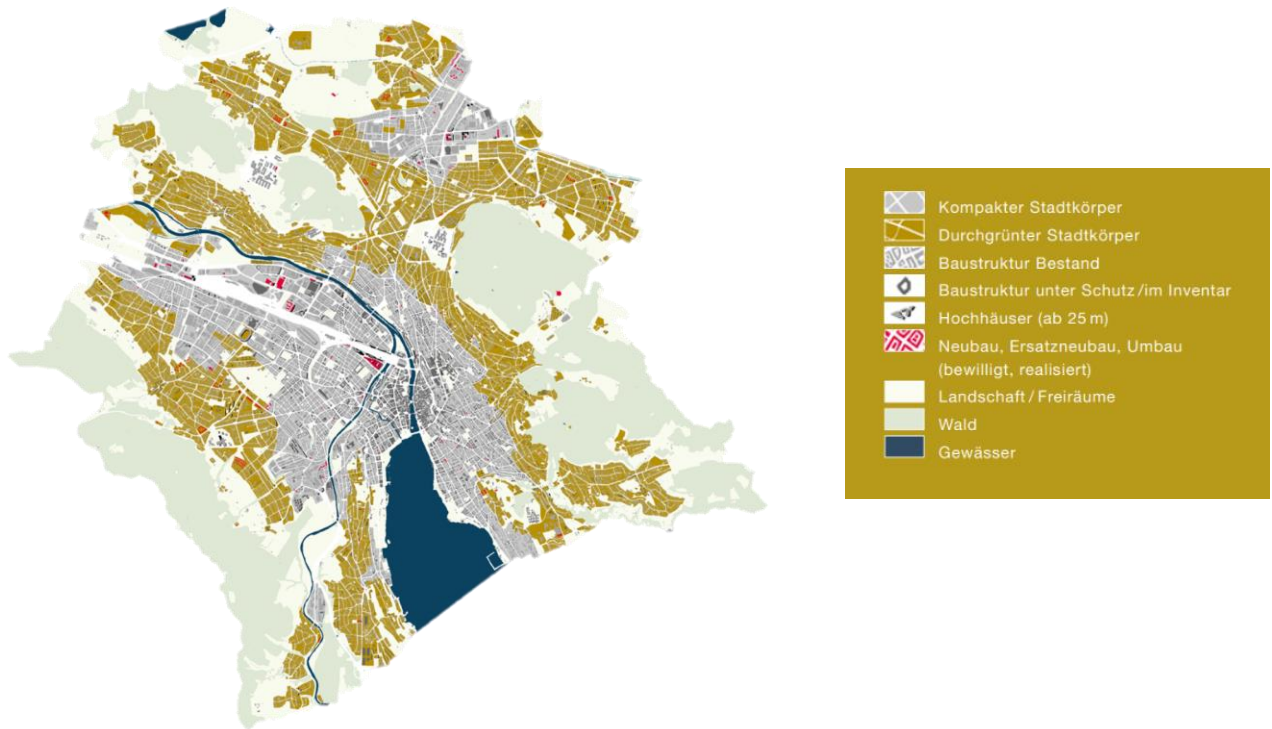 Kompakter Stadtkörper
Durchgrünter Stadtkörper
Baustruktur Bestand
Baustruktur unter Schutz/im Inventar
Hochhäuser (ab 25 m)
Neubau, Ersatzneubau, Umbau
(bewilligt, realisiert)
Landschaft/Freiräume
Wald
Gewässer